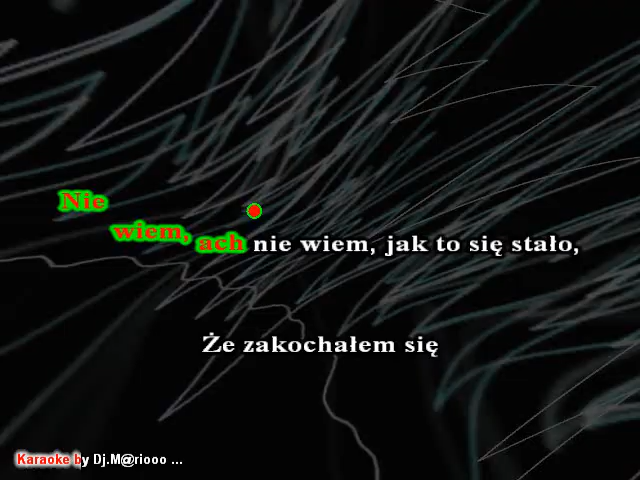 Nie wiem, ach nie wiem, jak to się stało,
Że zakochałem się
Karaoke by Dj.M@riooo ...